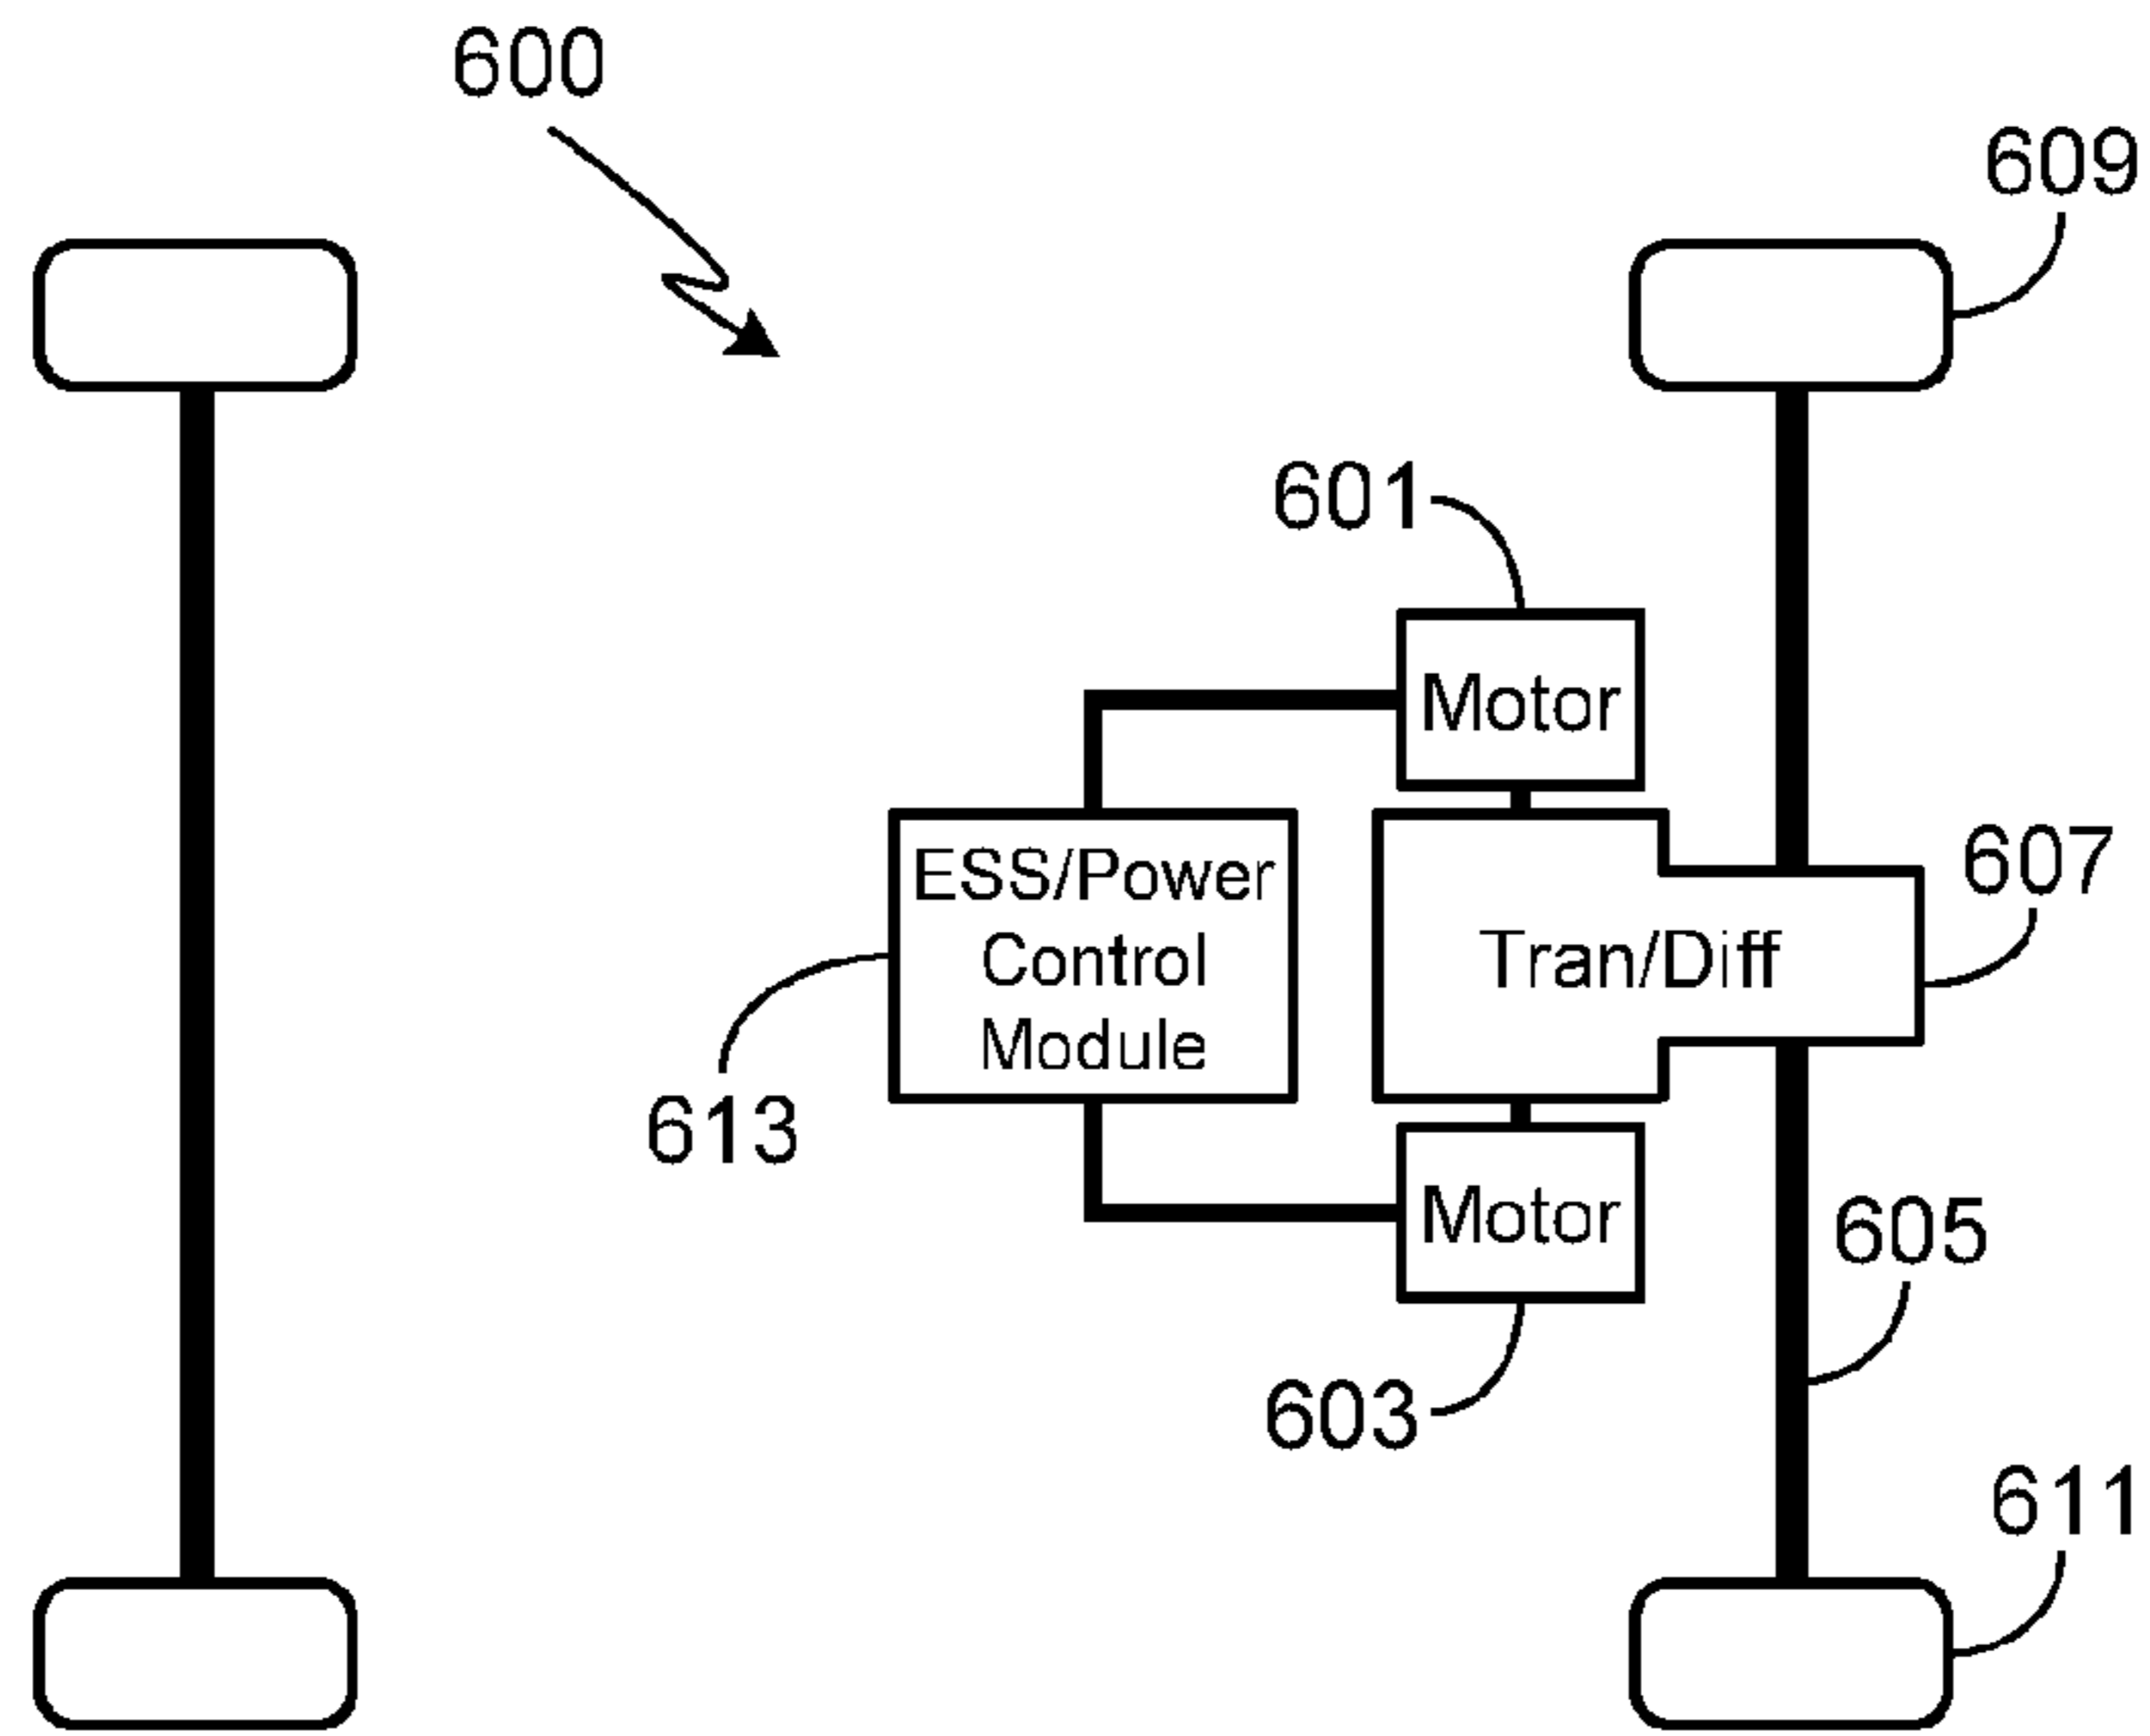 600
609
601
Motor
ESS/Power
Control
Module
607
Tran/Diff
613
Motor
605
603
611